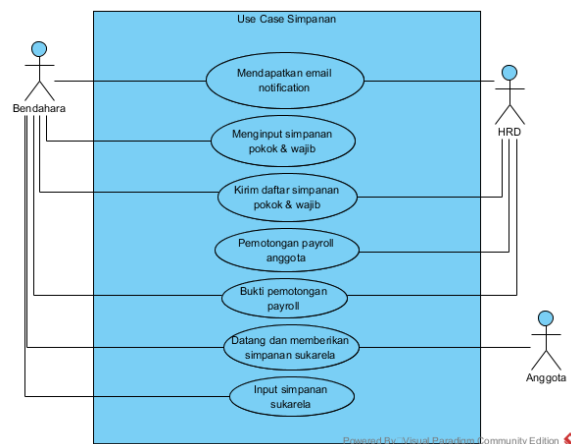 Use Case Simpanan
Mendapatkan email
notification
Bendahara
HRD
Menginput simpanan
pokok & wajib
Kirim daftar simpanan
pokok & wajib
Pemotongan payroll
anggota
Bukti pemotongan
payroll
Datang dan memberikan
simpanan sukarela
Anggota
Input simpanan
sukarela
Powered By Visual Paradigm Community Edition